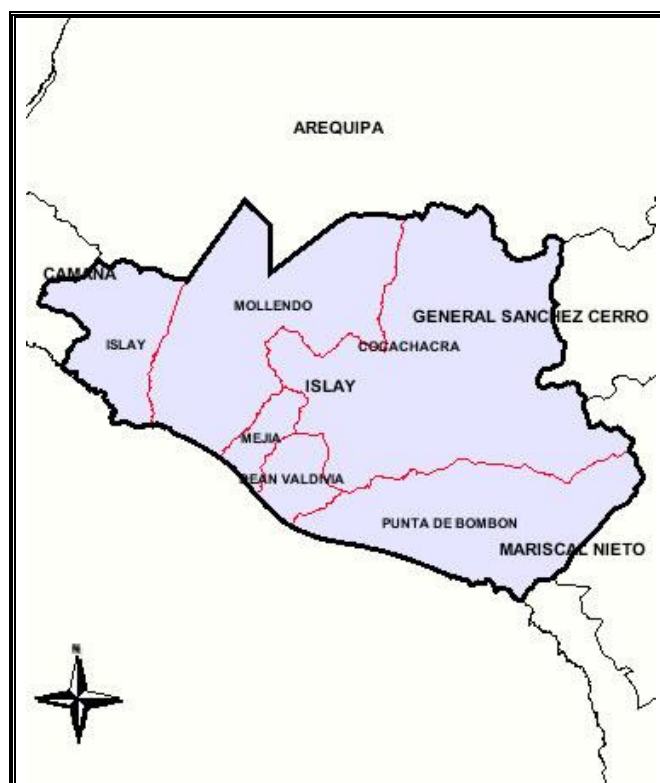 AREQUIPA
CAMANA
MOLLENDO
GENERAL SANCHEZ CERRO
ISLAY
COCACHACRA
ISLAY
MEJIA
DEAN VALDIVIA
PUNTA DE BOMBON
MARISCAL NIETO
N